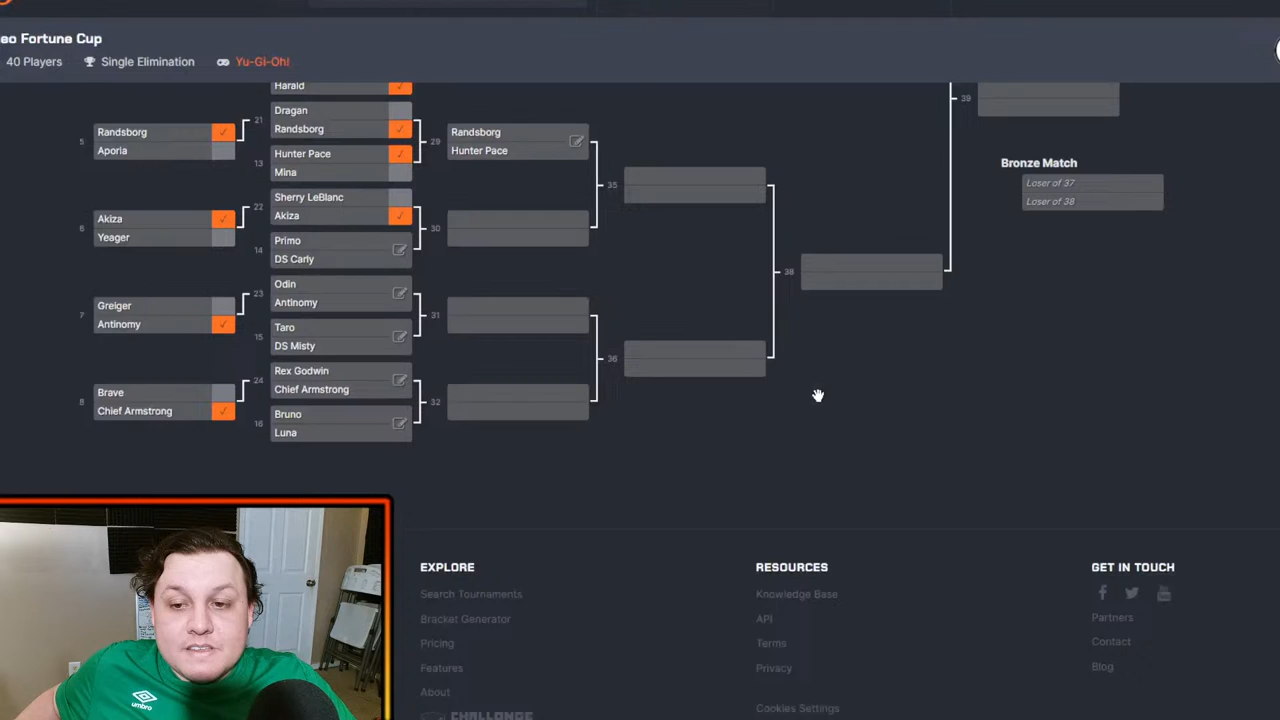 eo Fortune Cup
40 Players
Single Elimination
Yu-Gi-Oh!
Harald
21
Dragan
Randsborg
5
Randsborg
Aporia
13
Hunter Pace
Mina
29
Randsborg
Hunter Pace
22
Sherry LeBlanc
Akiza
6
Akiza
Yeager
14
Primo
DS Carly
30
35
23
Odin
Antinomy
7
Greiger
Antinomy
15
Taro
DS Misty
31
24
Rex Godwin
Chief Armstrong
8
Brave
Chief Armstrong
16
Bruno
Luna
32
36
38
39
Bronze Match
Loser of 37
Loser of 38
EXPLORE
Search Tournaments
Bracket Generator
Pricing
Features
About
CHALLONGE
RESOURCES
Knowledge Base
API
Terms
Privacy
Cookies Settings
GET IN TOUCH
Partners
Contact
Blog
umbro